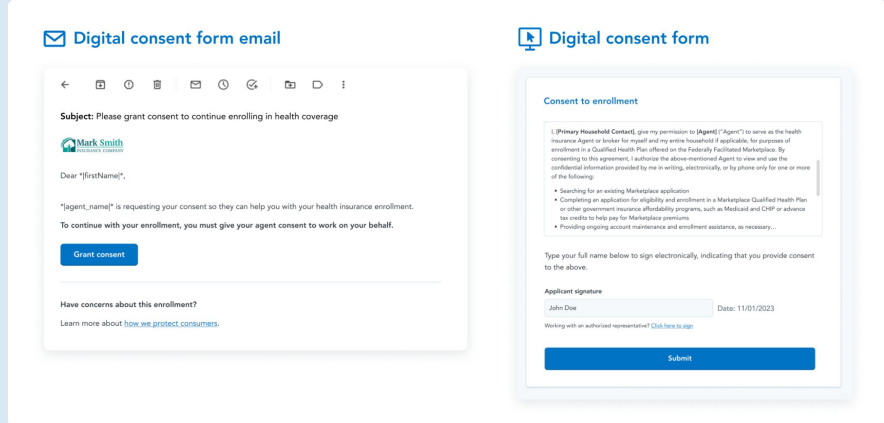 Digital consent form email
Subject: Please grant consent to continue enrolling in health coverage
Mark Smith
INSURANCE COMPANY
Dear *|firstName|*,
*|agent_name|* is requesting your consent so they can help you with your health insurance enrollment.
To continue with your enrollment, you must give your agent consent to work on your behalf.
Grant consent
Have concerns about this enrollment?
Learn more about how we protect consumers.
Digital consent form
Consent to enrollment
I, [Primary Household Contact], give my permission to [Agent] ("Agent") to serve as the health
insurance Agent or broker for myself and my entire household if applicable, for purposes of
enrollment in a Qualified Health Plan offered on the Federally Facilitated Marketplace. By
consenting to this agreement, I authorize the above-mentioned Agent to view and use the
confidential information provided by me in writing, electronically, or by phone only for one or more
of the following:
• Searching for an existing Marketplace application
• Completing an application for eligibility and enrollment in a Marketplace Qualified Health Plan
or other government insurance affordability programs, such as Medicaid and CHIP or advance
tax credits to help pay for Marketplace premiums
• Providing ongoing account maintenance and enrollment assistance, as necessary...
Type your full name below to sign electronically, indicating that you provide consent
to the above.
Applicant signature
John Doe
Date: 11/01/2023
Working with an authorized representative? Click here to sign
Submit